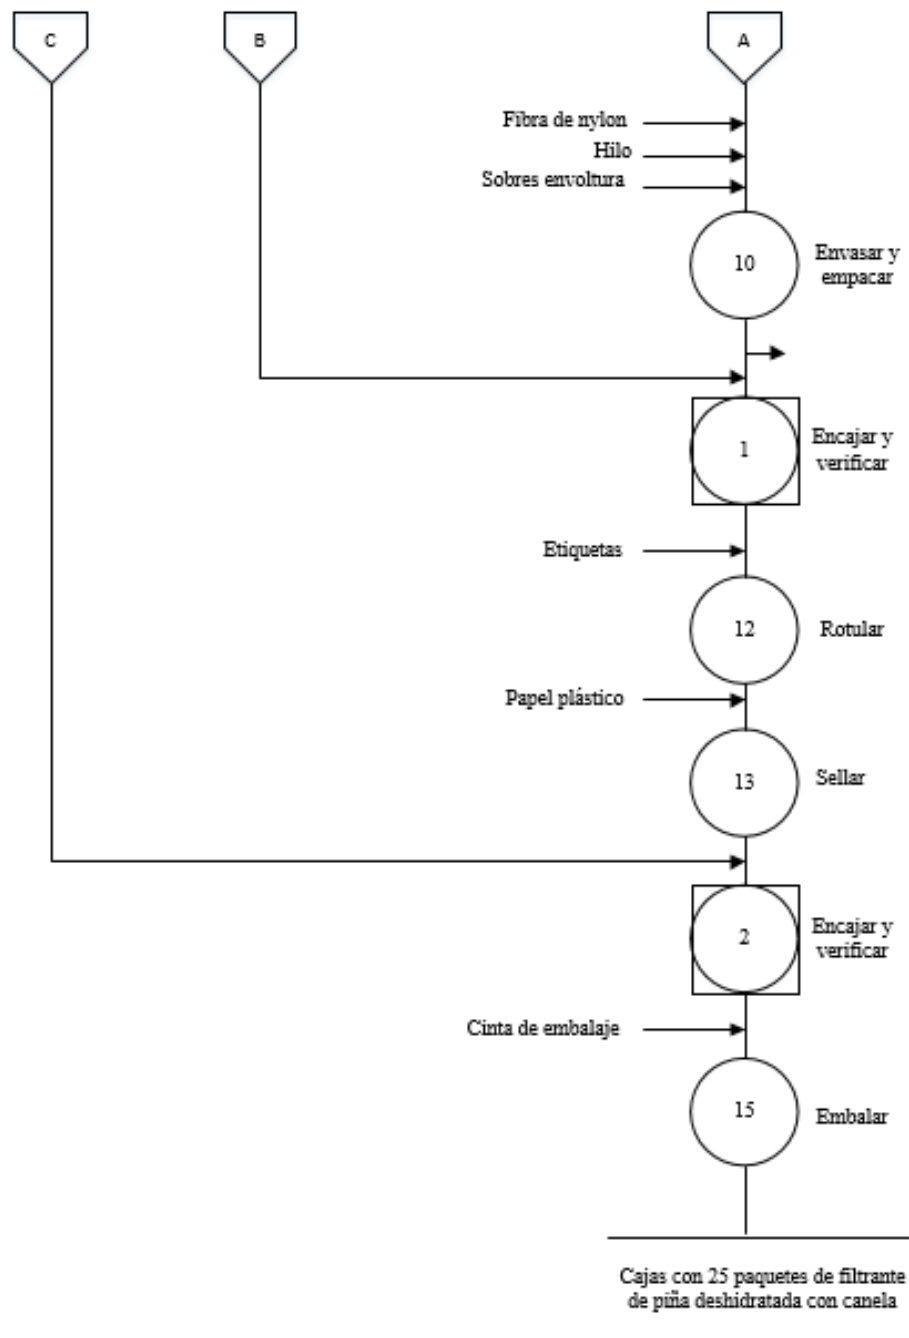 C
B
A
Fibra de nylon
Hilo
Sobres envoltura
10
Envasar y
empacar
1
Encajar y
verificar
Etiquetas
12
Rotular
Papel plástico
13
Sellar
2
Encajar y
verificar
Cinta de embalaje
15
Embalar
Cajas con 25 paquetes de filtrante
de piña deshidratada con canela